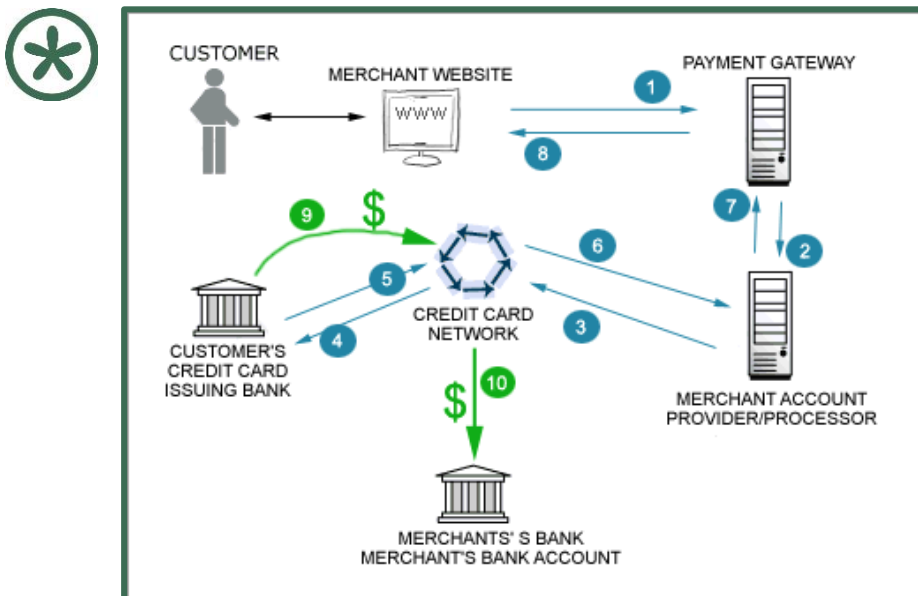 CUSTOMER
MERCHANT WEBSITE
PAYMENT GATEWAY
WWW
1
8
7
2
9
$
6
5
3
4
CREDIT CARD
NETWORK
CUSTOMER'S
CREDIT CARD
ISSUING BANK
10
$
MERCHANT ACCOUNT
PROVIDER/PROCESSOR
MERCHANTS' S BANK
MERCHANT'S BANK ACCOUNT